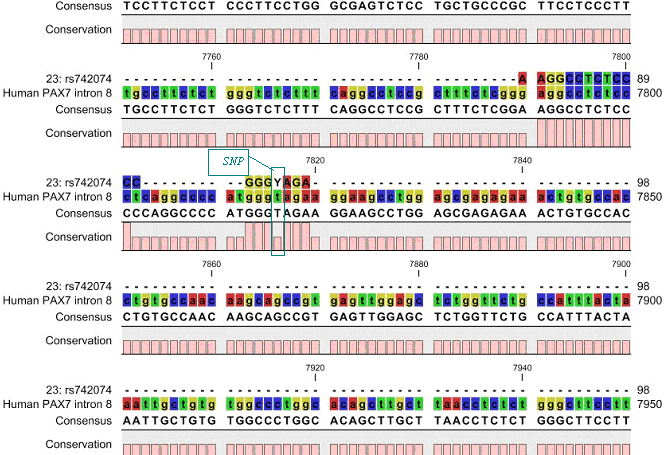 Consensus TCCTTCTCCT CCCTTCCTGG GCGAGTCTCC TGCTGCCCGC TTCCTCCCTT
Conservation
7760 7780 7800
23: rs742074 - - - - - - - - - - - - - - - - - - - - - - - - - - - - - - - - - - - - - - - A AGGCCTCTCC 89
Human PAX7 intron 8 tgccttctct gggtctcttt caggcctccg ctttctcggg aggcctctcc 7800
Consensus TGCCTTCTCT GGGTCTCTTT CAGGCCTCCG CTTTCTCGGA AGGCCTCTCC
Conservation
SNP
7820 7840
23: rs742074 CC - - - - - - - - - - GGGYAGA - - - - - - - - - - - - - - - - - - - - - - - - - - - - - - - 98
Human PAX7 intron 8 ctcaggcccc atgggtagaa ggaagcctgg agcgagagaa actgtgccac 7850
Consensus CCCAGGCCCC ATGGGTAGAA GGAAGCCTGG AGCGAGAGAA ACTGTGCCAC
Conservation
7860 7880 7900
23: rs742074 - - - - - - - - - - - - - - - - - - - - - - - - - - - - - - - - - - - - - - - - - - - - - - - - - - 98
Human PAX7 intron 8 ctgtgccaac aagcagccgt gagttggagc tctggttctg ccatttacta 7900
Consensus CTGTGCCAAC AAGCAGCCGT GAGTTGGAGC TCTGGTTCTG CCATTTACTA
Conservation
7920 7940
23: rs742074 - - - - - - - - - - - - - - - - - - - - - - - - - - - - - - - - - - - - - - - - - - - - - - - - - - 98
Human PAX7 intron 8 aattgctgtg tggccctggc acagcttgct taacctctct gggcttcctt 7950
Consensus AATTGCTGTG TGGCCCTGGC ACAGCTTGCT TAACCTCTCT GGGCTTCCTT
Conservation